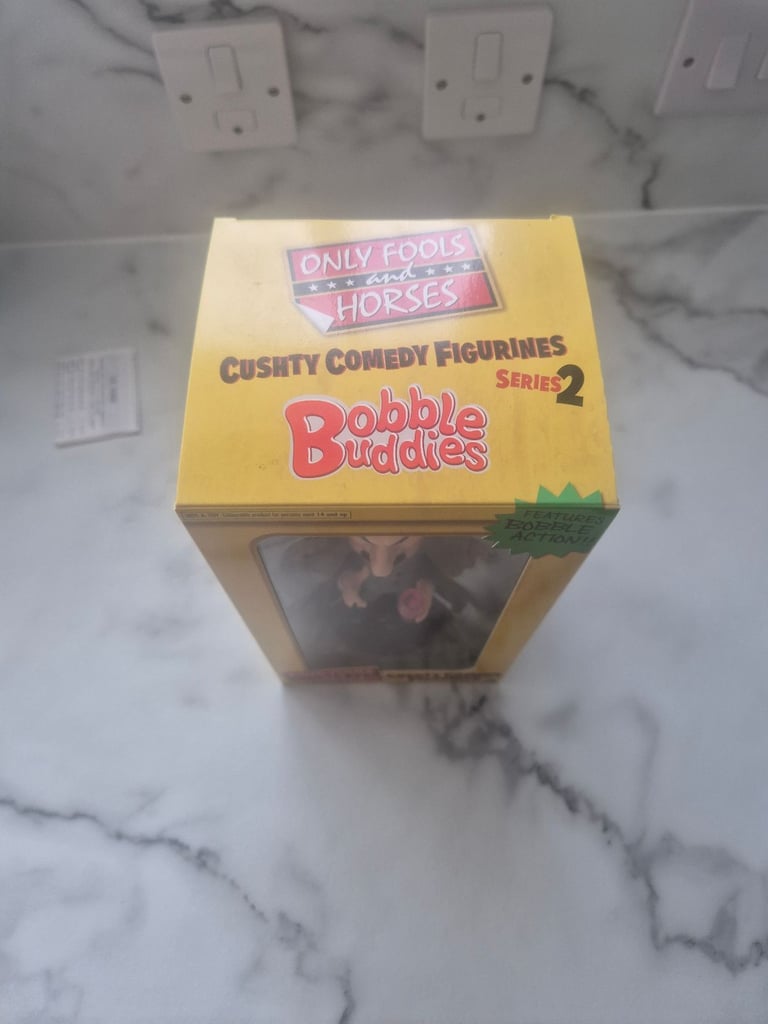 ONLY FOOLS
and
HORSES
CUSHTY COMEDY FIGURINES
SERIES 2
Bobble
Buddies
FEATURES
BOBBLE
ACTION!!